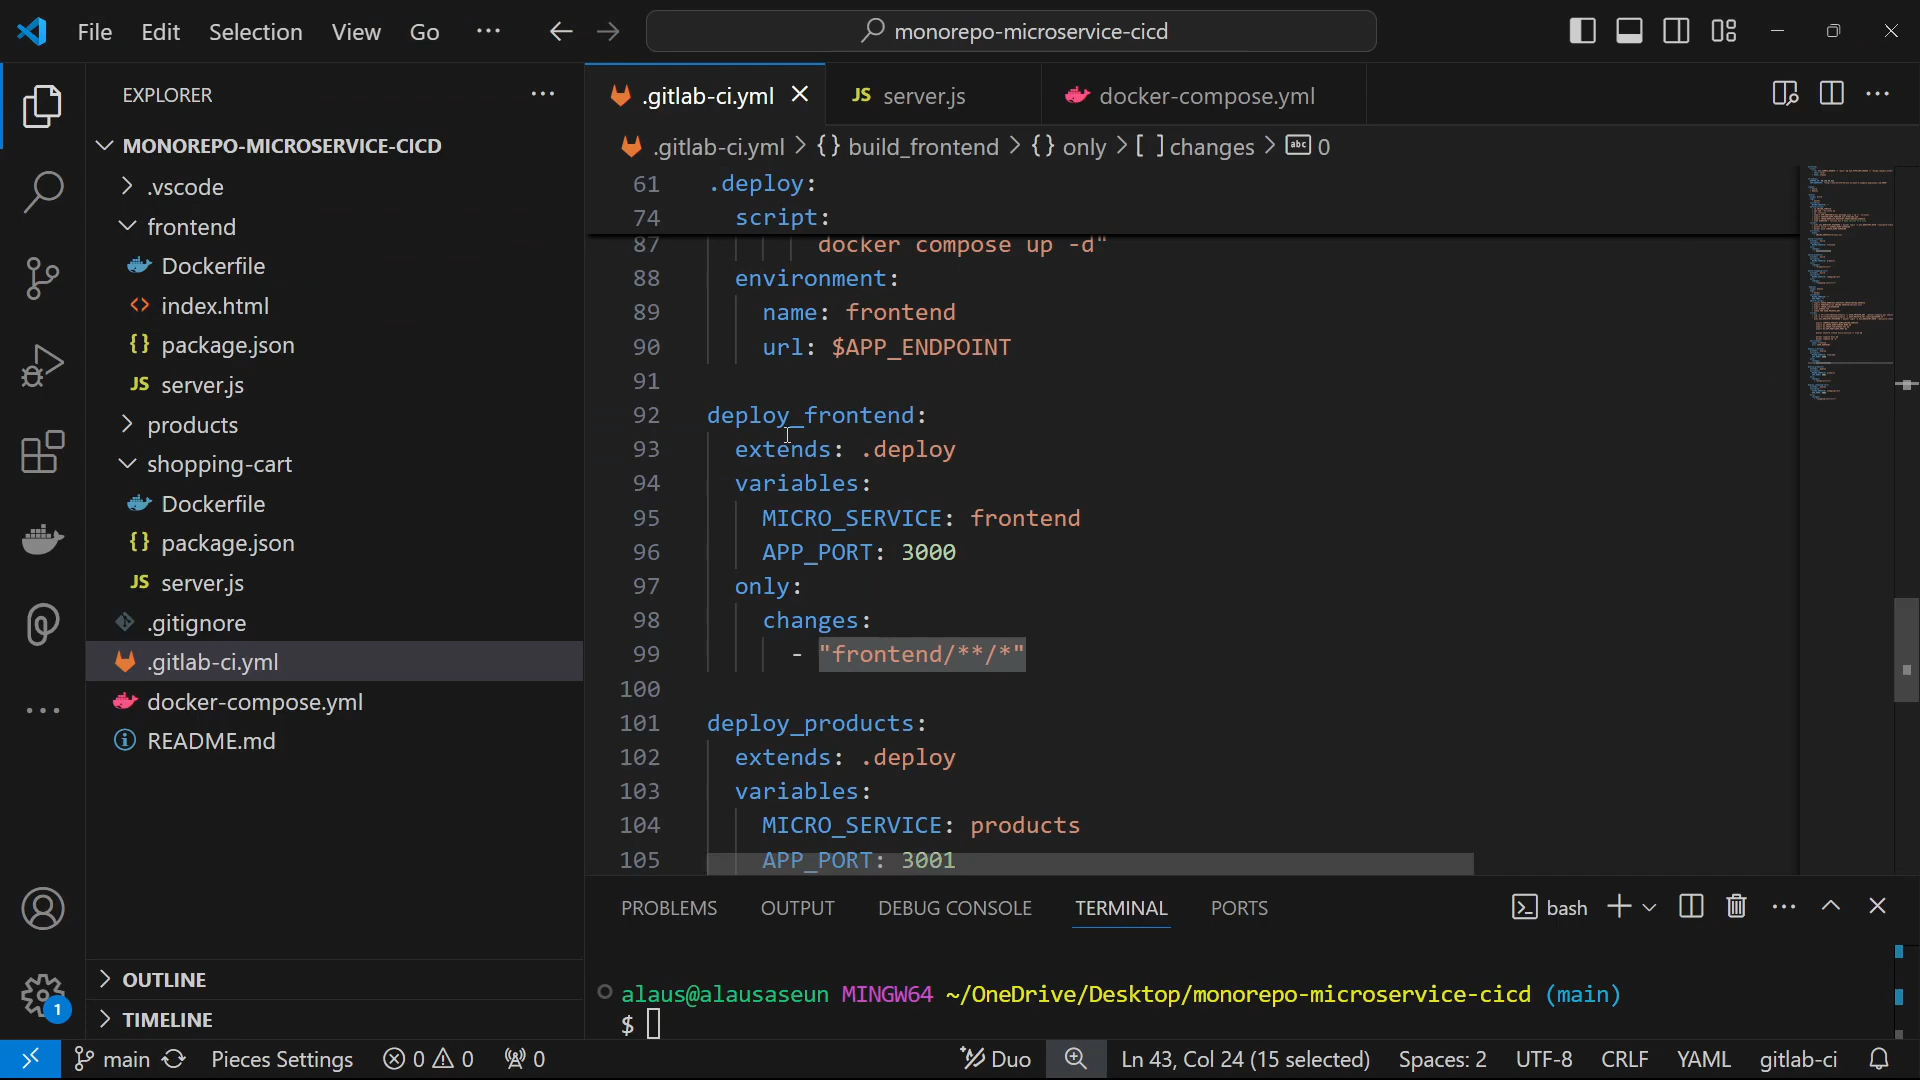 File Edit Selection View Go ··· monorepo-microservice-cicd
EXPLORER ···
MONOREPO-MICROSERVICE-CICD
.vscode
frontend
Dockerfile
index.html
package.json
JS server.js
products
shopping-cart
Dockerfile
package.json
JS server.js
.gitignore
.gitlab-ci.yml
docker-compose.yml
README.md
OUTLINE
TIMELINE
1
.gitlab-ci.yml JS server.js docker-compose.yml
.gitlab-ci.yml > {} build_frontend > {} only > [ ] changes > abc 0
61 .deploy:
74 script:
87 docker compose up -d"
88 environment:
89 name: frontend
90 url: $APP_ENDPOINT
91
92 deploy_frontend:
93 extends: .deploy
94 variables:
95 MICRO_SERVICE: frontend
96 APP_PORT: 3000
97 only:
98 changes:
99 - "frontend/**/*"
100
101 deploy_products:
102 extends: .deploy
103 variables:
104 MICRO_SERVICE: products
105 APP_PORT: 3001
PROBLEMS OUTPUT DEBUG CONSOLE TERMINAL PORTS bash
alaus@alausaseun MINGW64 ~/OneDrive/Desktop/monorepo-microservice-cicd (main)
$
main Pieces Settings 0 0 0 Duo Ln 43, Col 24 (15 selected) Spaces: 2 UTF-8 CRLF YAML gitlab-ci